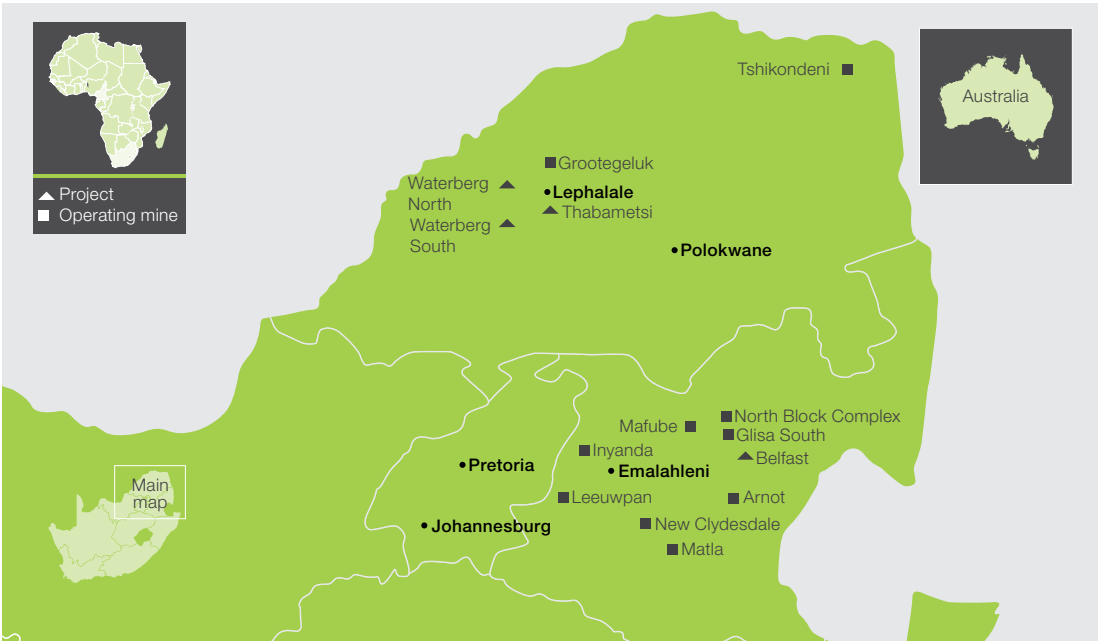 Project
Operating mine
Australia
Tshikondeni
Grootegeluk
Waterberg
North
Lephalale
Thabametsi
Waterberg
South
Polokwane
North Block Complex
Mafube
Glisa South
Inyanda
Belfast
Pretoria
Emalahleni
Main
map
Leeuwpan
Arnot
Johannesburg
New Clydesdale
Matla